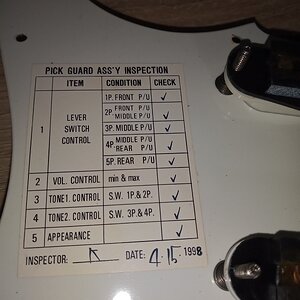 PICK GUARD ASS'Y INSPECTION
ITEM CONDITION CHECK
1 LEVER SWITCH CONTROL
1P. FRONT P/U ✓
2P FRONT P/U MIDDLE P/U ✓
3P. MIDDLE P/U ✓
4P MIDDLE P/U REAR P/U ✓
5P. REAR P/U ✓
2 VOL. CONTROL min & max ✓
3 TONE1. CONTROL S.W. 1P.&2P. ✓
4 TONE2. CONTROL S.W. 3P.&4P. ✓
5 APPEARANCE ✓
INSPECTOR: DATE: 4.15.1998